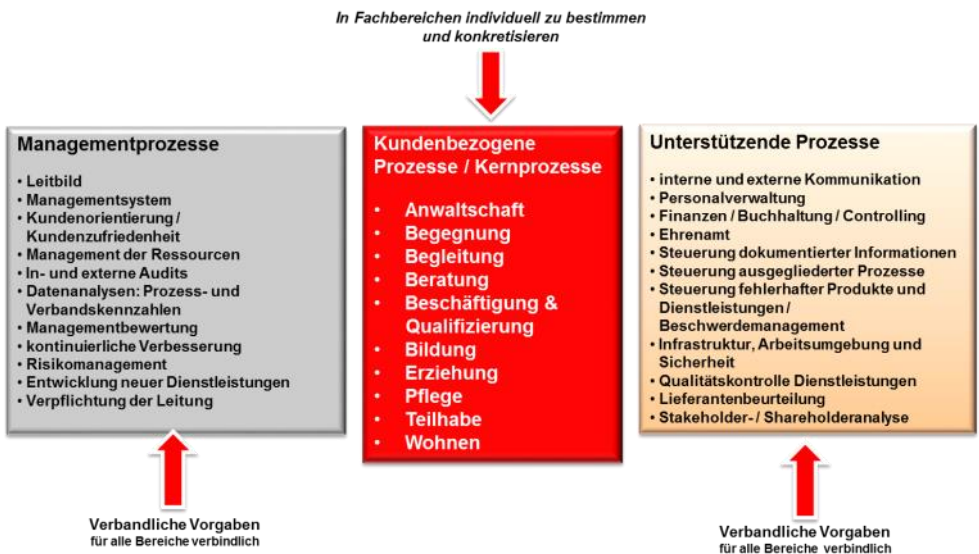 In Fachbereichen individuell zu bestimmen
und konkretisieren
Managementprozesse
• Leitbild
• Managementsystem
• Kundenorientierung /
Kundenzufriedenheit
• Management der Ressourcen
• In- und externe Audits
• Datenanalysen: Prozess- und
Verbandskennzahlen
• Managementbewertung
• kontinuierliche Verbesserung
• Risikomanagement
• Entwicklung neuer Dienstleistungen
• Verpflichtung der Leitung
Kundenbezogene
Prozesse / Kernprozesse
• Anwaltschaft
• Begegnung
• Begleitung
• Beratung
• Beschäftigung &
Qualifizierung
• Bildung
• Erziehung
• Pflege
• Teilhabe
• Wohnen
Unterstützende Prozesse
• interne und externe Kommunikation
• Personalverwaltung
• Finanzen / Buchhaltung / Controlling
• Ehrenamt
• Steuerung dokumentierter Informationen
• Steuerung ausgegliederter Prozesse
• Steuerung fehlerhafter Produkte und
Dienstleistungen /
Beschwerdemanagement
• Infrastruktur, Arbeitsumgebung und
Sicherheit
• Qualitätskontrolle Dienstleistungen
• Lieferantenbeurteilung
• Stakeholder- / Shareholderanalyse
Verbandliche Vorgaben
für alle Bereiche verbindlich
Verbandliche Vorgaben
für alle Bereiche verbindlich